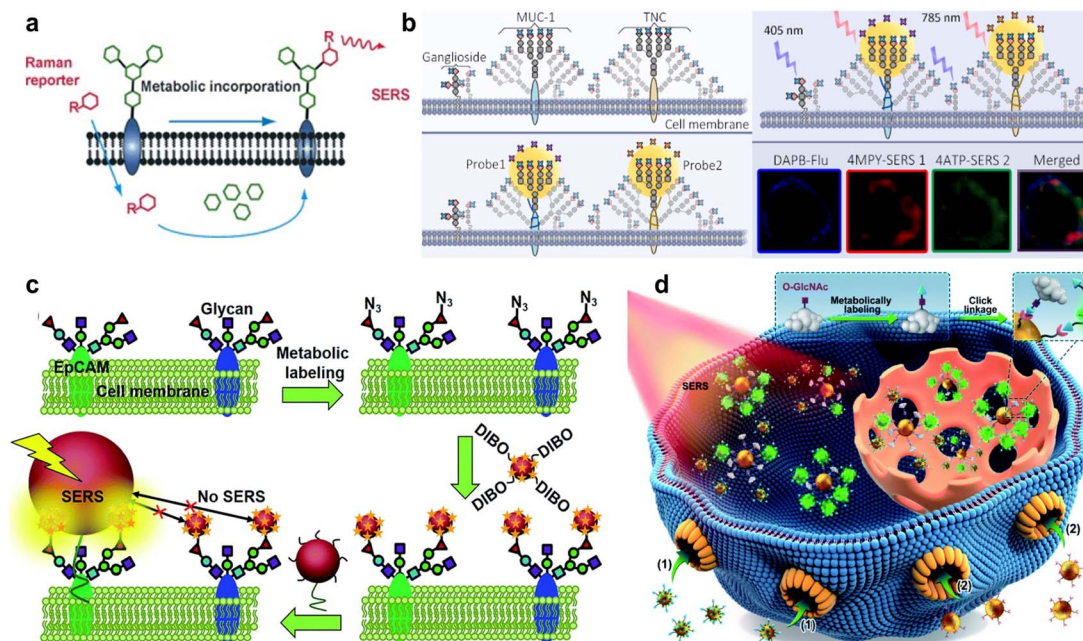 a
Raman
reporter
R
R
Metabolic incorporation
R
SERS
b
MUC-1
TNC
Ganglioside
Cell membrane
405 nm
785 nm
Probe1
Probe2
DAPB-Flu
4MPY-SERS 1
4ATP-SERS 2
Merged
c
Glycan
EpCAM
Cell membrane
Metabolic
labeling
N3
N3
N3
N3
DIBO
DIBO
DIBO
DIBO
SERS
No SERS
d
O-GlcNAc
Metabolically
labeling
Click
linkage
SERS
(1)
(1)
(2)
(2)